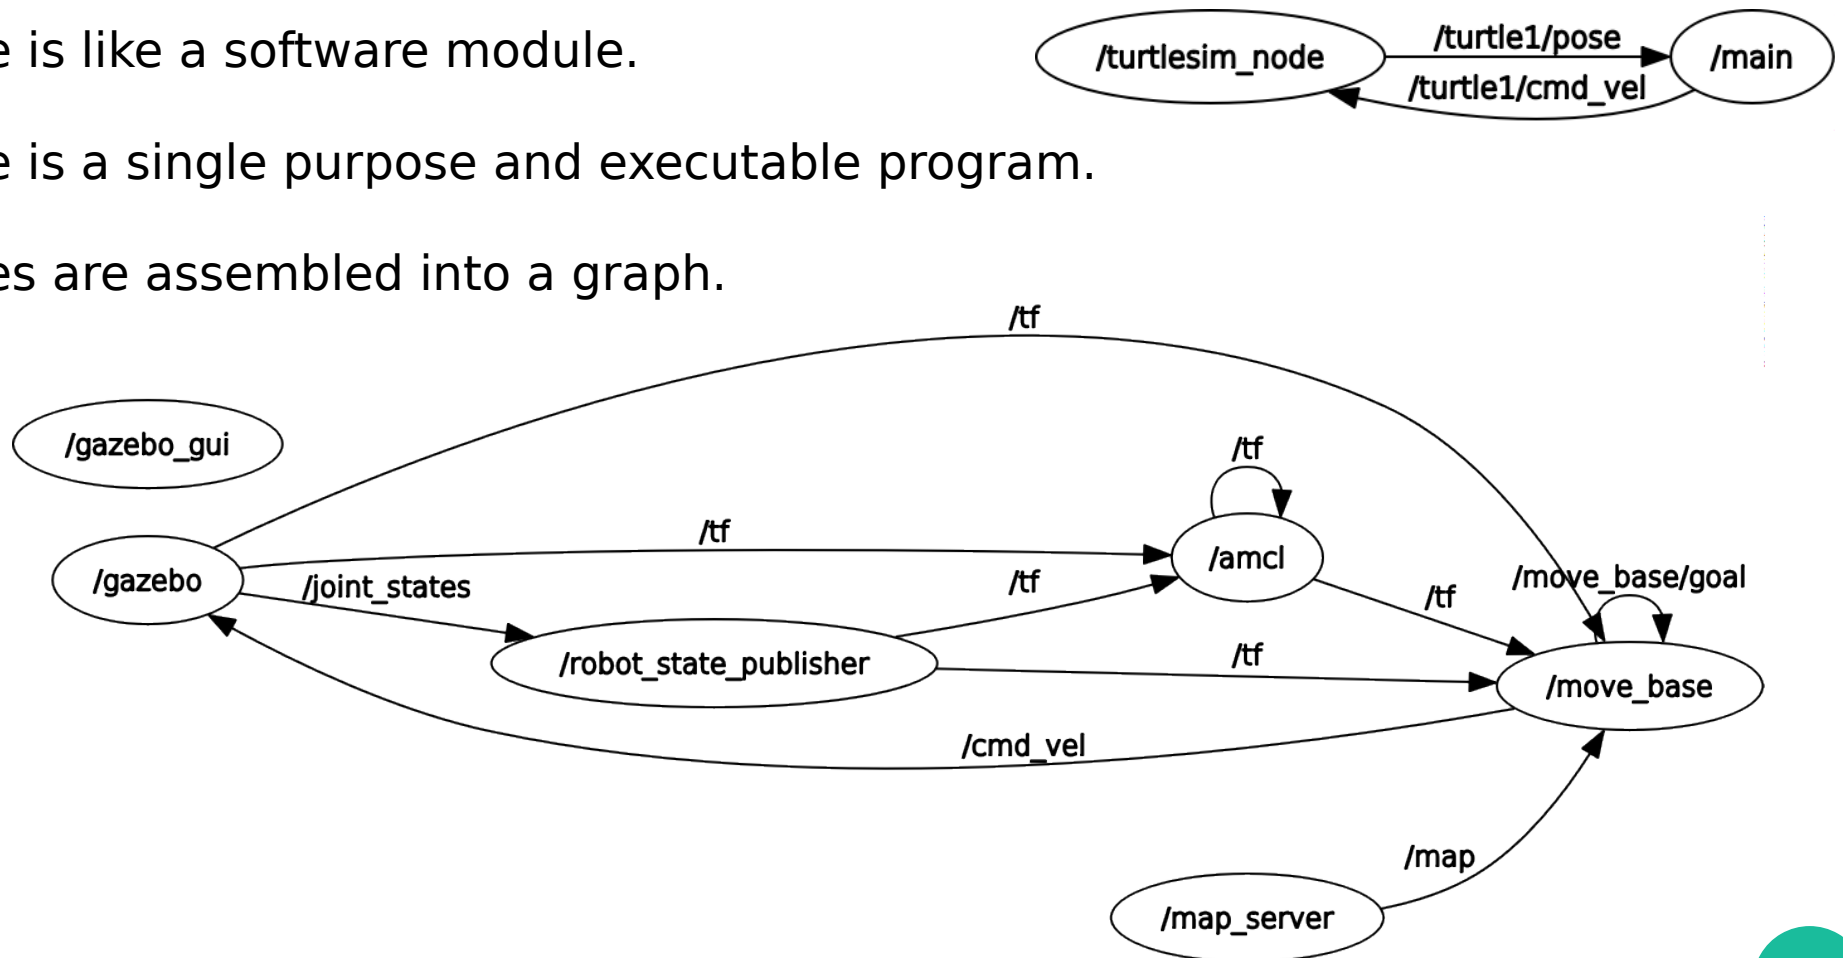 e is like a software module.
/turtlesim_node
/turtle1/pose
/main
/turtle1/cmd_vel
e is a single purpose and executable program.
es are assembled into a graph.
/tf
/gazebo_gui
/tf
/tf
/gazebo
/joint_states
/tf
/amcl
/tf
/move_base/goal
/robot_state_publisher
/tf
/move_base
/cmd_vel
/map
/map_server